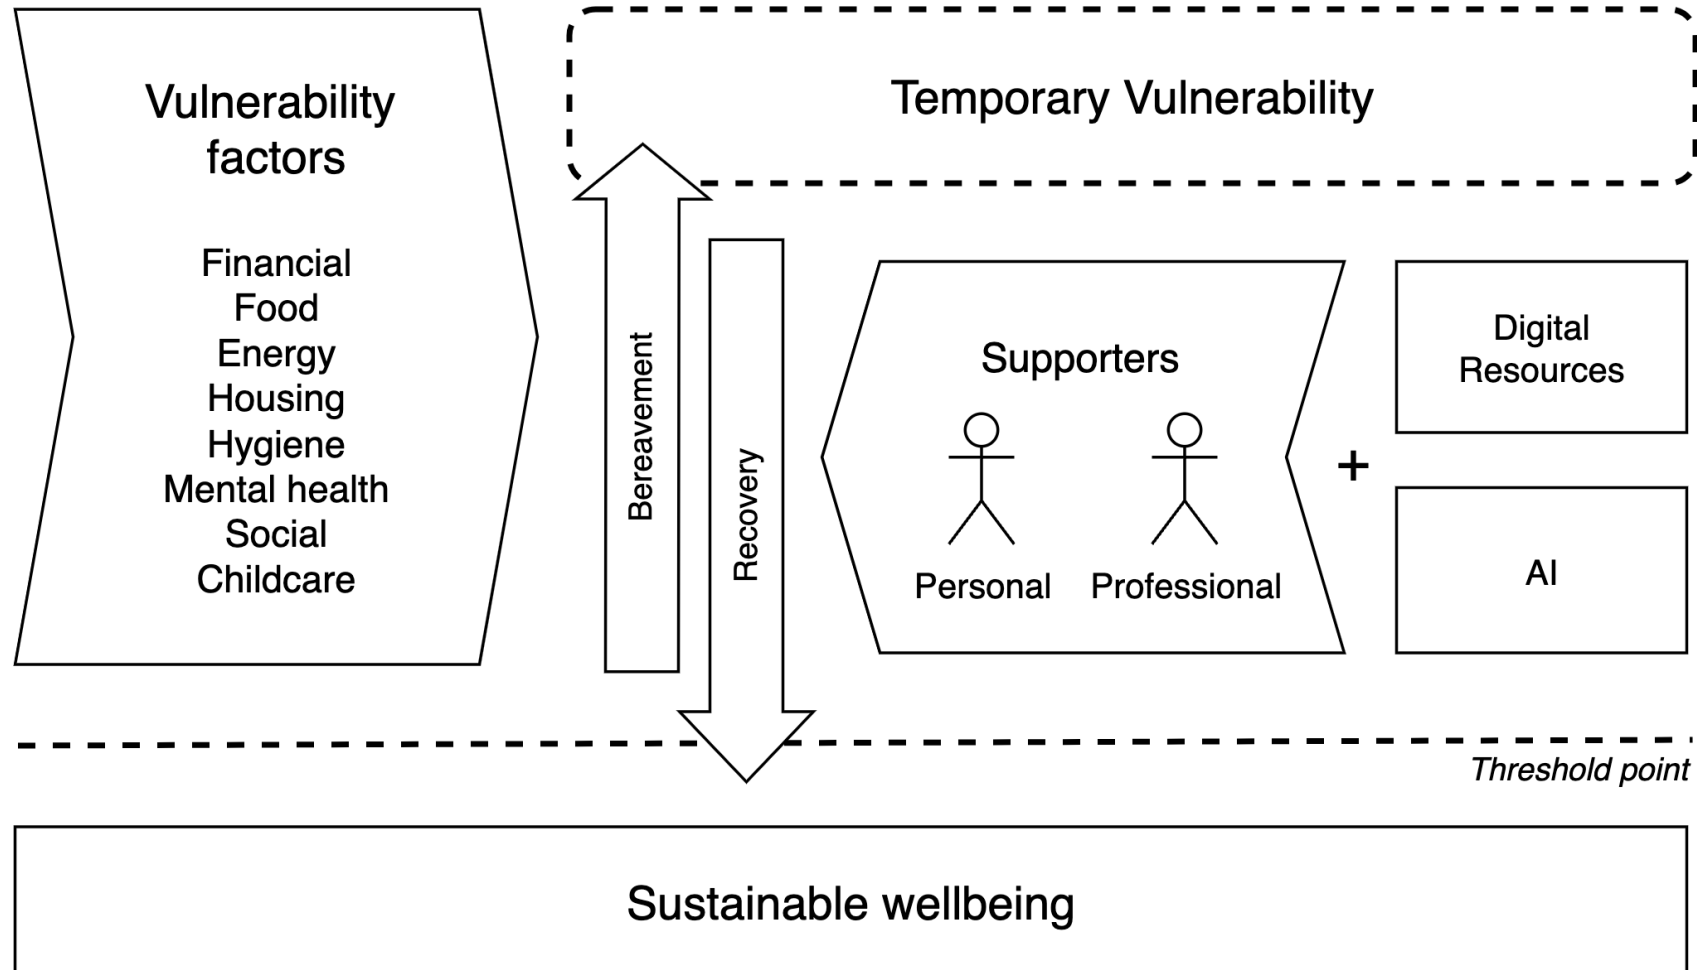 Vulnerability
factors
Financial
Food
Energy
Housing
Hygiene
Mental health
Social
Childcare
Temporary Vulnerability
Bereavement
Recovery
Supporters
Personal
Professional
+
Digital
Resources
AI
Threshold point
Sustainable wellbeing